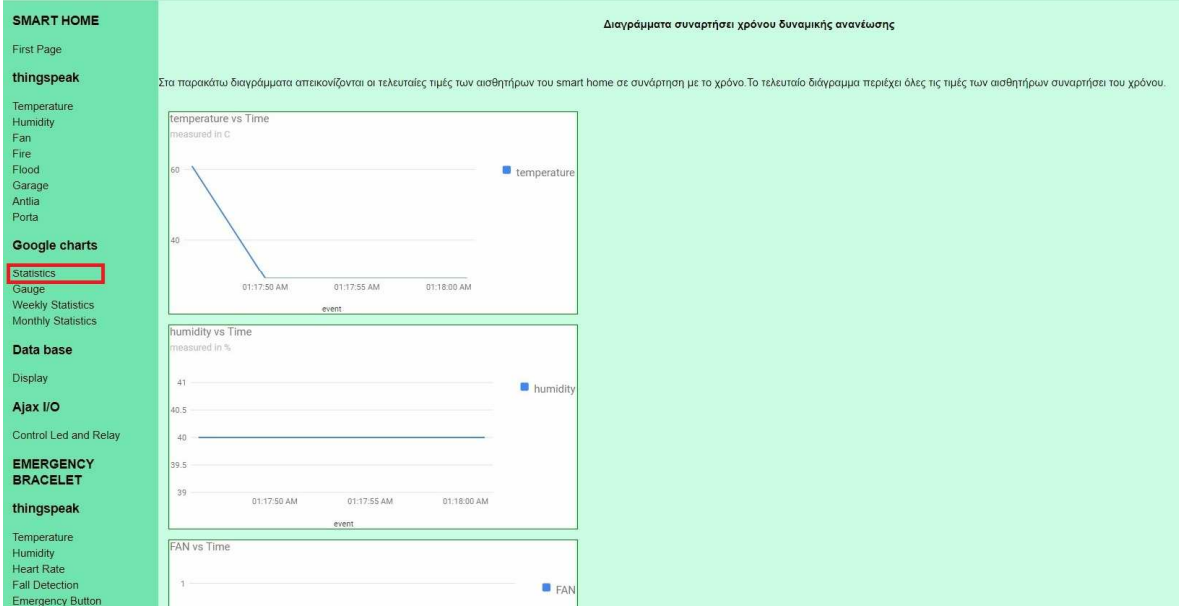 SMART HOME
First Page
thingspeak
Temperature
Humidity
Fan
Fire
Flood
Garage
Antlia
Porta
Google charts
Statistics
Gauge
Weekly Statistics
Monthly Statistics
Data base
Display
Ajax I/O
Control Led and Relay
EMERGENCY
BRACELET
thingspeak
Temperature
Humidity
Heart Rate
Fall Detection
Emergency Button
Διαγράμματα συναρτήσει χρόνου δυναμικής ανανέωσης
Στα παρακάτω διαγράμματα απεικονίζονται οι τελευταίες τιμές των αισθητήρων του smart home σε συνάρτηση με το χρόνο.Το τελευταίο διάγραμμα περιέχει όλες τις τιμές των αισθητήρων συναρτήσει του χρόνου.
temperature vs Time
measured in C
60
temperature
40
01:17:50 AM 01:17:55 AM 01:18:00 AM
event
humidity vs Time
measured in %
41
humidity
40.5
40
39.5
39
01:17:50 AM 01:17:55 AM 01:18:00 AM
event
FAN vs Time
1
FAN